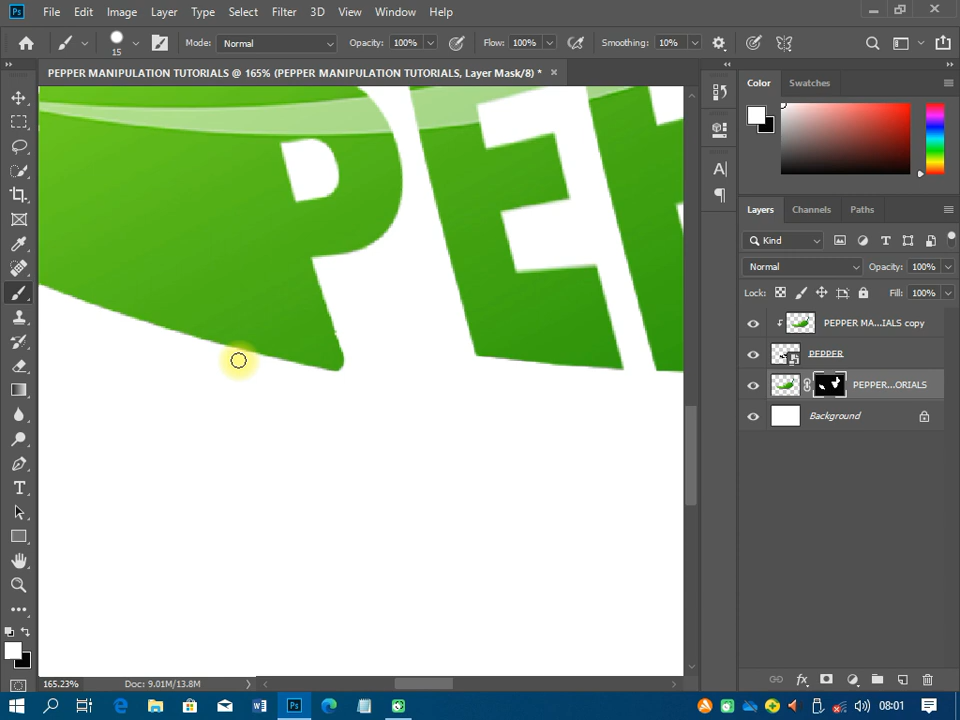 Ps File Edit Image Layer Type Select Filter 3D View Window Help
15 Mode: Normal Opacity: 100% Flow: 100% Smoothing: 10%
PEPPER MANIPULATION TUTORIALS @ 165% (PEPPER MANIPULATION TUTORIALS, Layer Mask/8) * ×
Color Swatches
PE
Layers Channels Paths
Kind
Normal Opacity: 100%
Lock: Fill: 100%
PEPPER MA...IALS copy
PEPPER
PEPPER...ORIALS
Background
165.23% Doc: 9.01M/13.8M
08:01